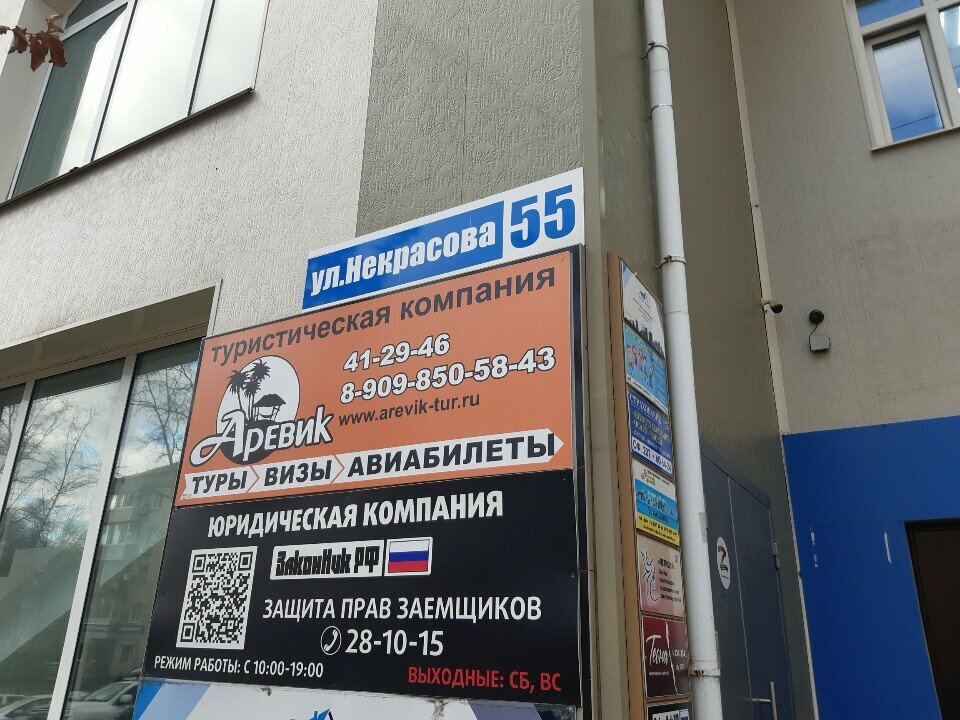 ул.Некрасова 55
туристическая компания
41-29-46
8-909-850-58-43
www.arevik-tur.ru
Аревик
ТУРЫ ВИЗЫ АВИАБИЛЕТЫ
ЮРИДИЧЕСКАЯ КОМПАНИЯ
ЗаконНик РФ
ЗАЩИТА ПРАВ ЗАЕМЩИКОВ
28-10-15
РЕЖИМ РАБОТЫ: С 10:00-19:00
ВЫХОДНЫЕ: СБ, ВС